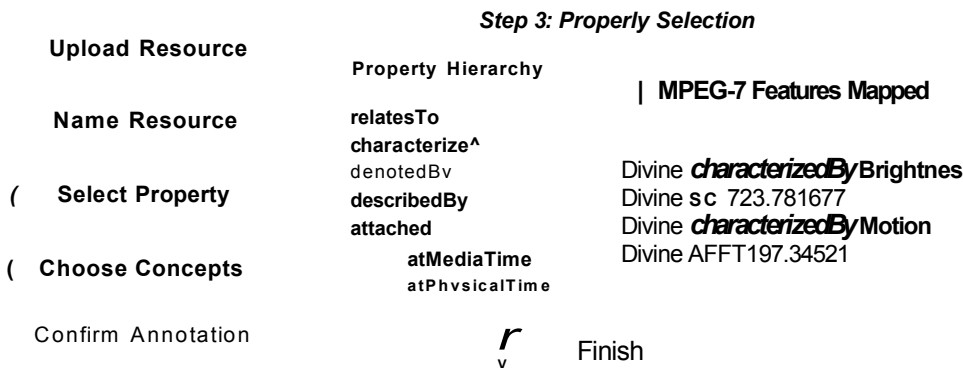 Step 3: Properly Selection
Upload Resource
Name Resource
( Select Property
( Choose Concepts
Confirm Annotation
Property Hierarchy
relatesTo
characterize^
denotedBv
describedBy
attached
atMediaTime
atPhvsicalTime
| MPEG-7 Features Mapped
Divine characterizedBy Brightnes
Divine sc 723.781677
Divine characterizedBy Motion
Divine AFFT197.34521
r
v
Finish